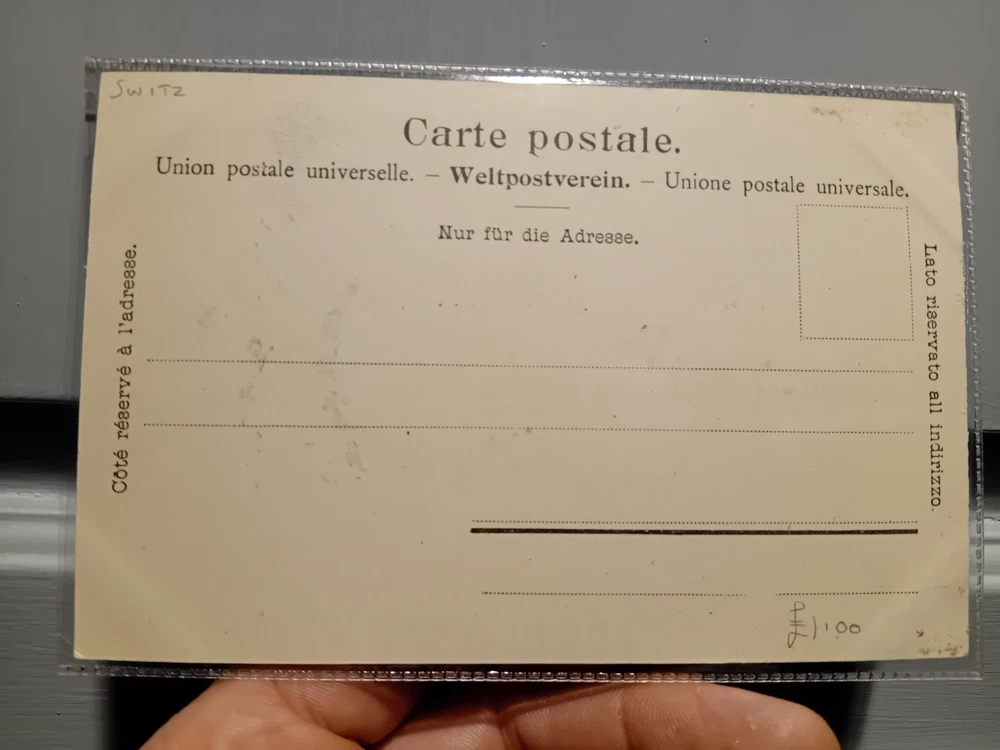 SWITZ
Carte postale.
Union postale universelle. – Weltpostverein. – Unione postale universale.
Nur für die Adresse.
Côté réservé à l'adresse.
Lato riservato all indirizzo.
£1.00